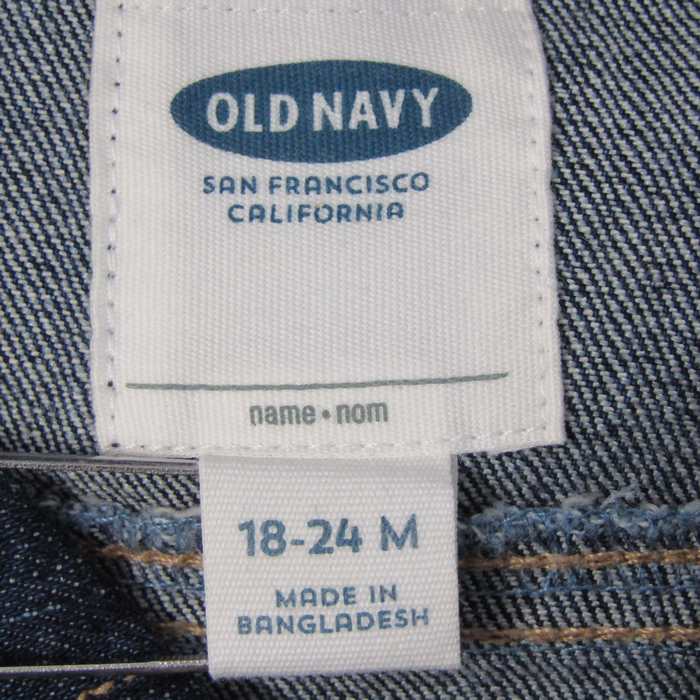 OLD NAVY
SAN FRANCISCO
CALIFORNIA
name • nom
18-24 M
MADE IN
BANGLADESH